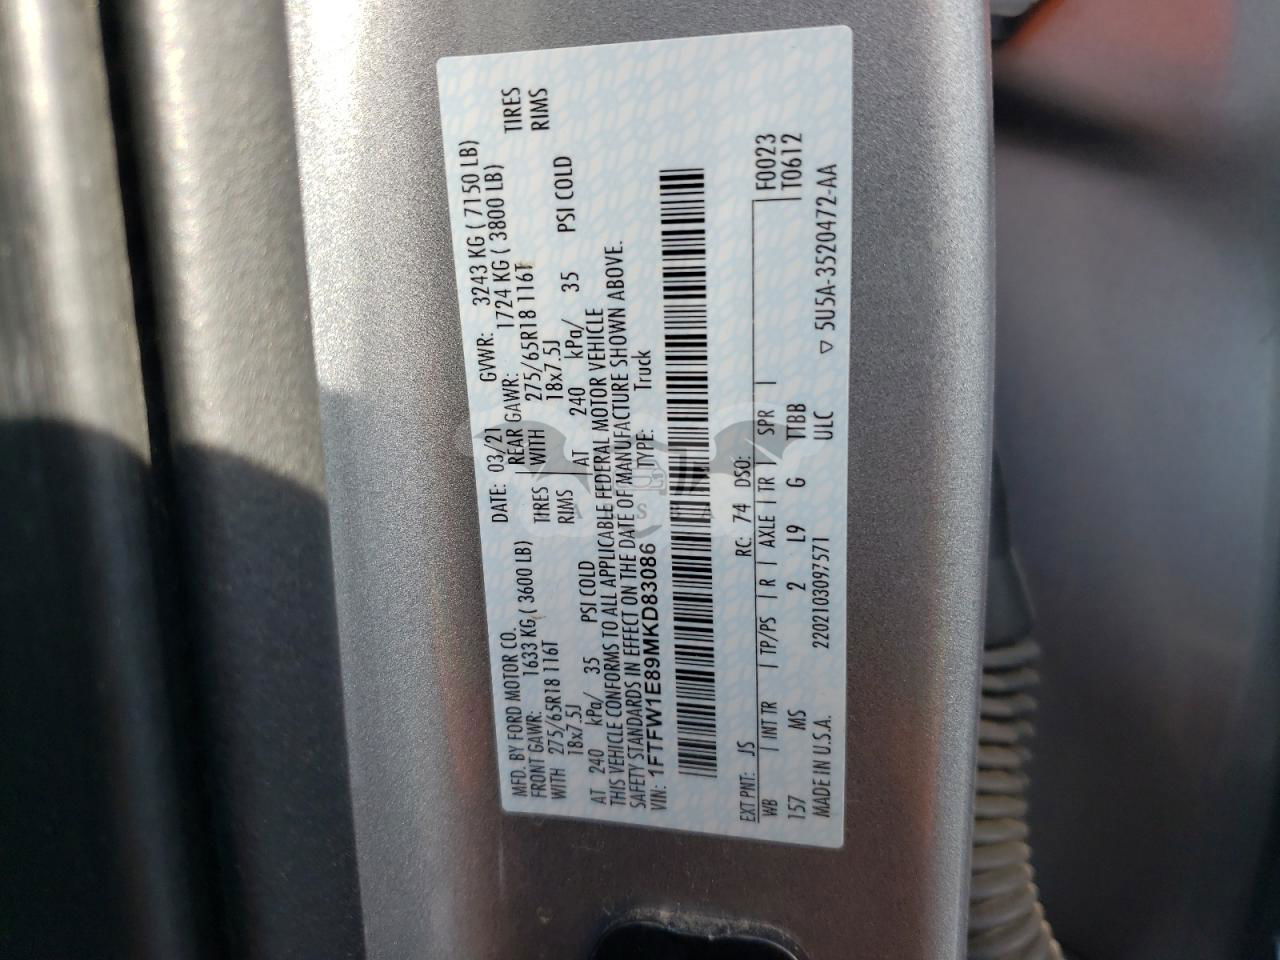 MFD. BY FORD MOTOR CO. DATE: 03/21 GVWR: 3243 KG ( 7150 LB)
FRONT GAWR: 1633 KG ( 3600 LB) REAR GAWR: 1724 KG ( 3800 LB)
WITH 275/65R18 116T TIRES WITH 275/65R18 116T TIRES
18x7.5J RIMS 18x7.5J RIMS
AT 240 kPa/ 35 PSI COLD AT 240 kPa/ 35 PSI COLD
THIS VEHICLE CONFORMS TO ALL APPLICABLE FEDERAL MOTOR VEHICLE
SAFETY STANDARDS IN EFFECT ON THE DATE OF MANUFACTURE SHOWN ABOVE.
VIN: 1FTFW1E89MKD83086 TYPE: Truck
F0023
EXT PNT: JS RC: 74 DSO: T0612
WB INT TR TP/PS R AXLE TR SPR
157 MS 2 L9 G TTBB
MADE IN U.S.A. 220210309757​1 ULC ▽ 5U5A-3520472-AA